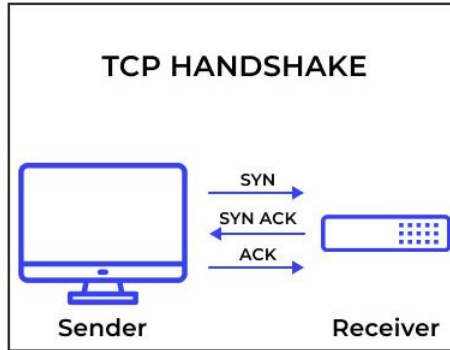 TCP HANDSHAKE
SYN
SYN ACK
ACK
Sender
Receiver